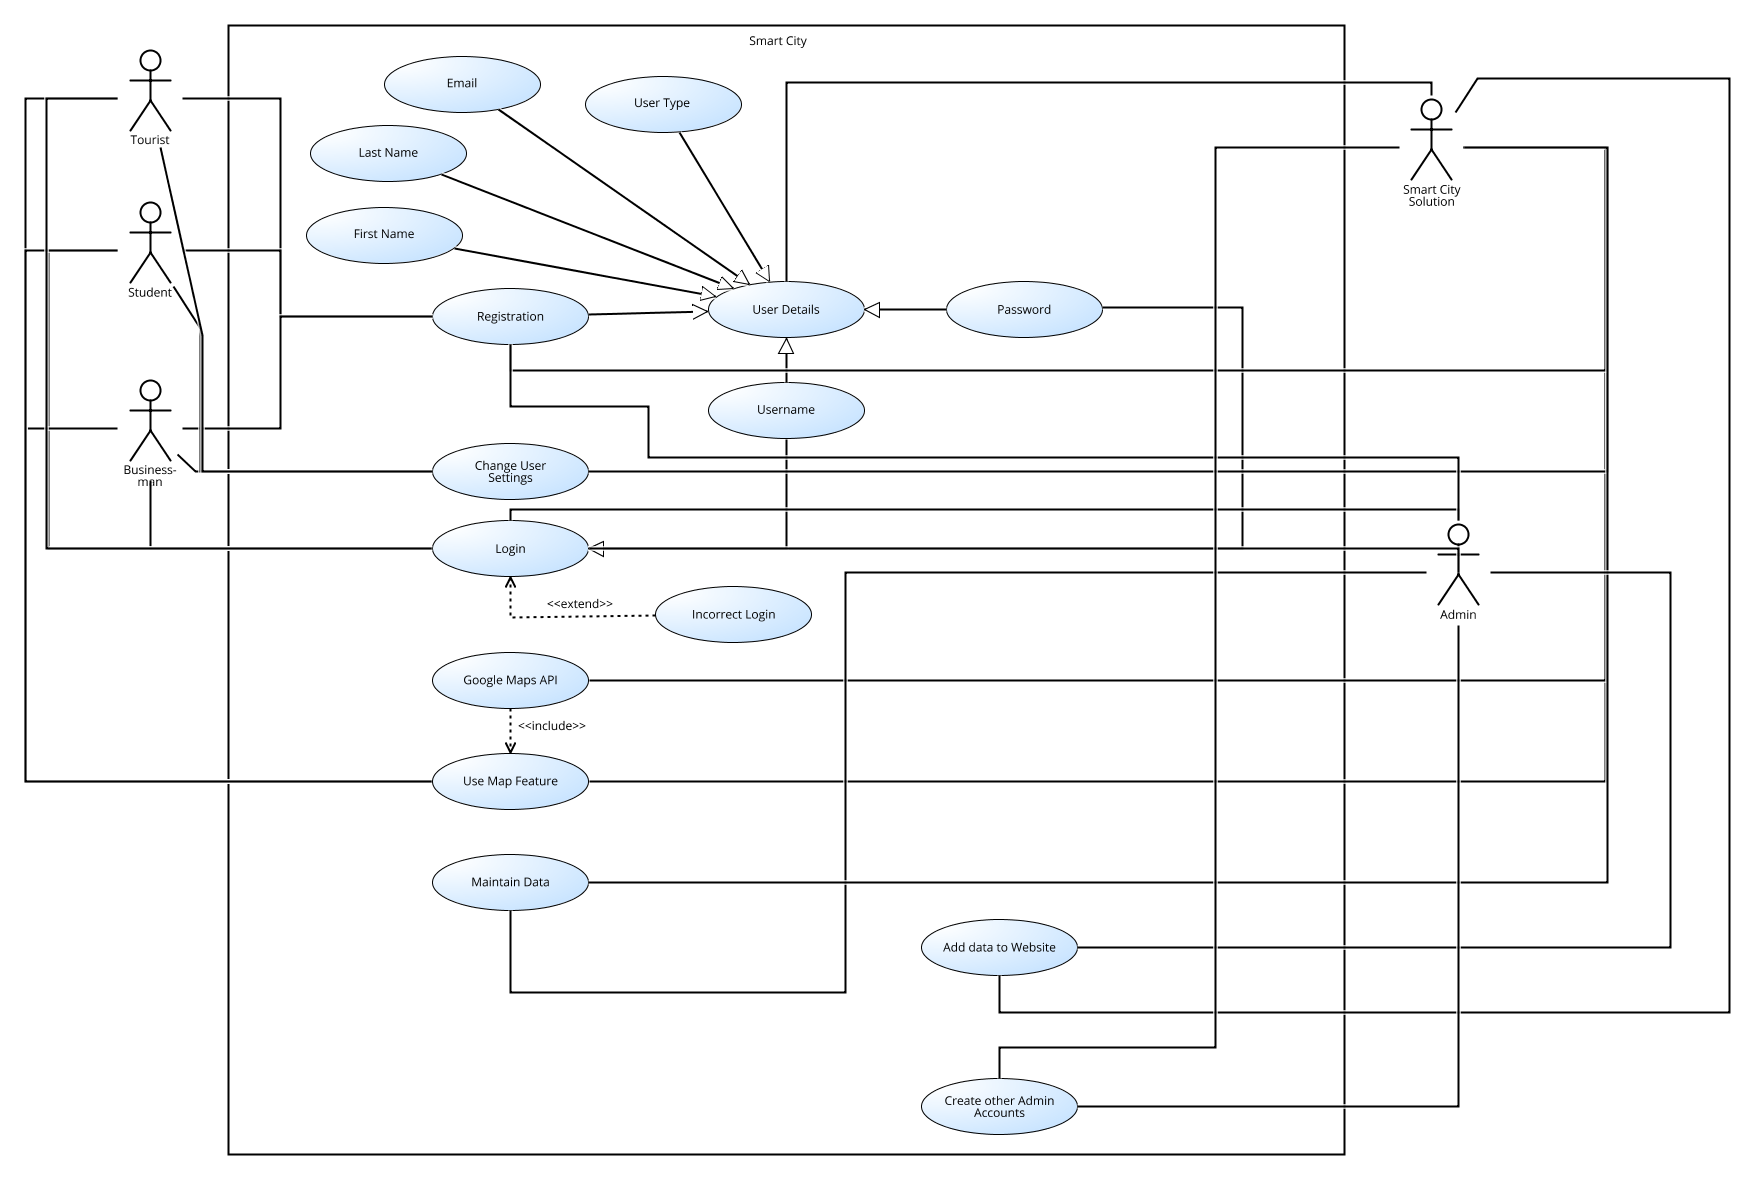 Smart City
Email
User Type
Tourist
Last Name
Smart City
Solution
First Name
Student
User Details
Password
Registration
Username
Business-
man
Change User
Settings
Login
<<extend>>
Incorrect Login
Admin
Google Maps API
<<include>>
Use Map Feature
Maintain Data
Add data to Website
Create other Admin
Accounts